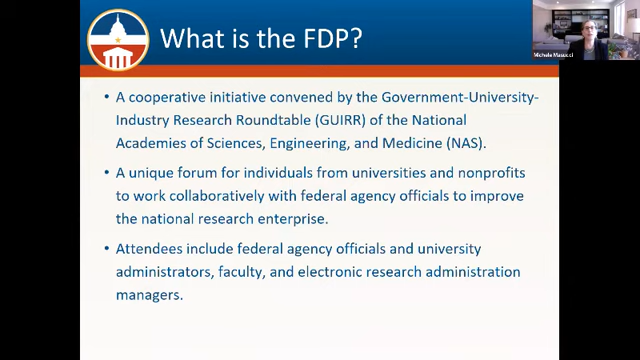 What is the FDP?
Michele Masucci
• A cooperative initiative convened by the Government-University-
Industry Research Roundtable (GUIRR) of the National
Academies of Sciences, Engineering, and Medicine (NAS).
• A unique forum for individuals from universities and nonprofits
to work collaboratively with federal agency officials to improve
the national research enterprise.
• Attendees include federal agency officials and university
administrators, faculty, and electronic research administration
managers.